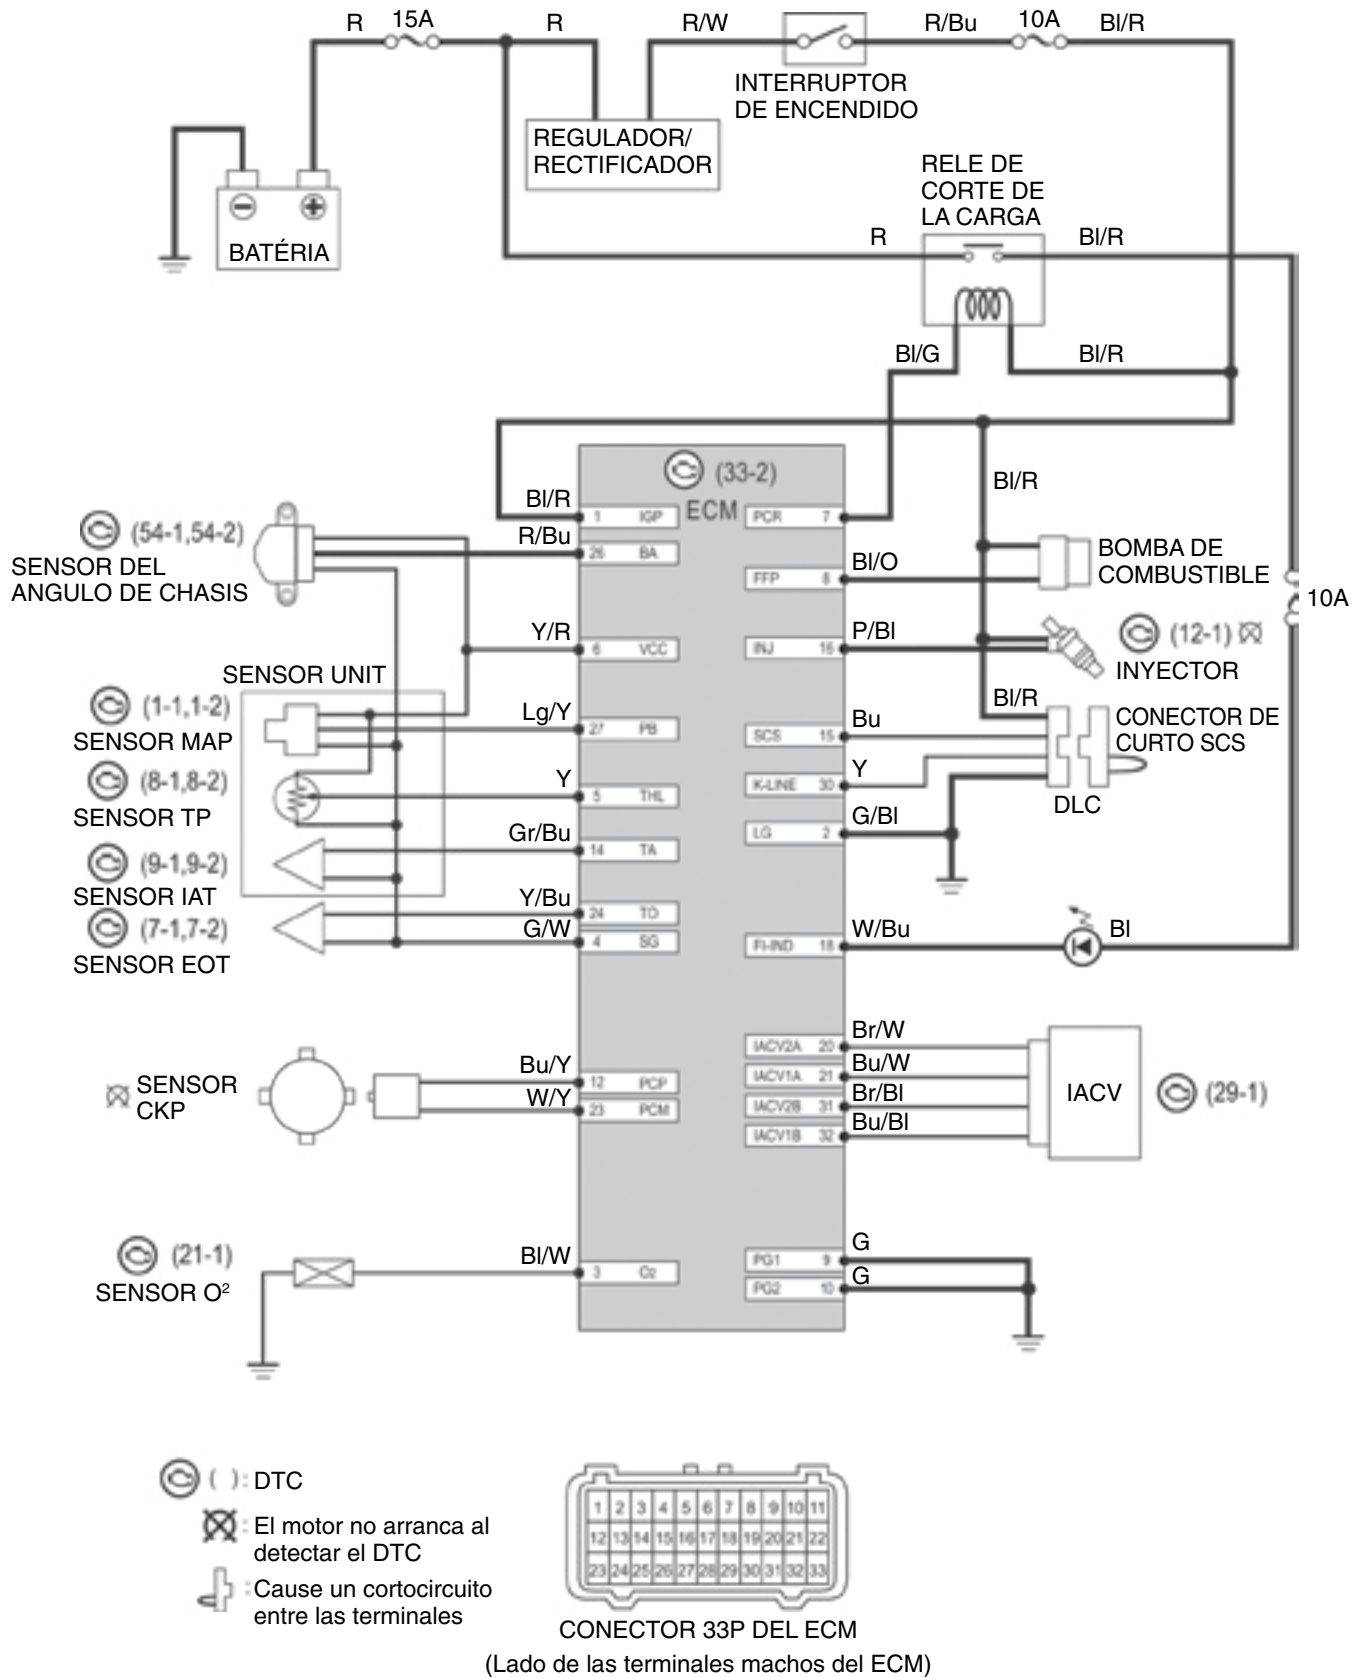 R 15A R R/W R/Bu 10A Bl/R
INTERRUPTOR
DE ENCENDIDO
REGULADOR/
RECTIFICADOR
RELE DE
CORTE DE
LA CARGA
BATÉRIA
R Bl/R
Bl/G Bl/R
(33-2)
ECM
Bl/R
Bl/R 1 IGP PCR 7
(54-1,54-2)
SENSOR DEL
ANGULO DE CHASIS
R/Bu 26 BA
FFP 8 Bl/O
BOMBA DE
COMBUSTIBLE
10A
Y/R 6 VCC INJ 16 P/Bl
(12-1)
INYECTOR
SENSOR UNIT
(1-1,1-2)
SENSOR MAP
Lg/Y 27 PB SCS 15 Bu
Bl/R
CONECTOR DE
CURTO SCS
DLC
(8-1,8-2)
SENSOR TP
Y 5 THL K-LINE 30 Y
LG 2 G/Bl
(9-1,9-2)
SENSOR IAT
Gr/Bu 14 TA
(7-1,7-2)
SENSOR EOT
Y/Bu 24 TO
G/W 4 SG FI-IND 18 W/Bu Bl
SENSOR
CKP
Bu/Y 12 PCP
W/Y 23 PCM
IACV2A 20 Br/W
IACV1A 21 Bu/W
IACV2B 31 Br/Bl
IACV1B 32 Bu/Bl
IACV
(29-1)
(21-1)
SENSOR O²
Bl/W 3 O2
PG1 9 G
PG2 10 G
( ): DTC
: El motor no arranca al
detectar el DTC
: Cause un cortocircuito
entre las terminales
1 2 3 4 5 6 7 8 9 10 11
12 13 14 15 16 17 18 19 20 21 22
23 24 25 26 27 28 29 30 31 32 33
CONECTOR 33P DEL ECM
(Lado de las terminales machos del ECM)